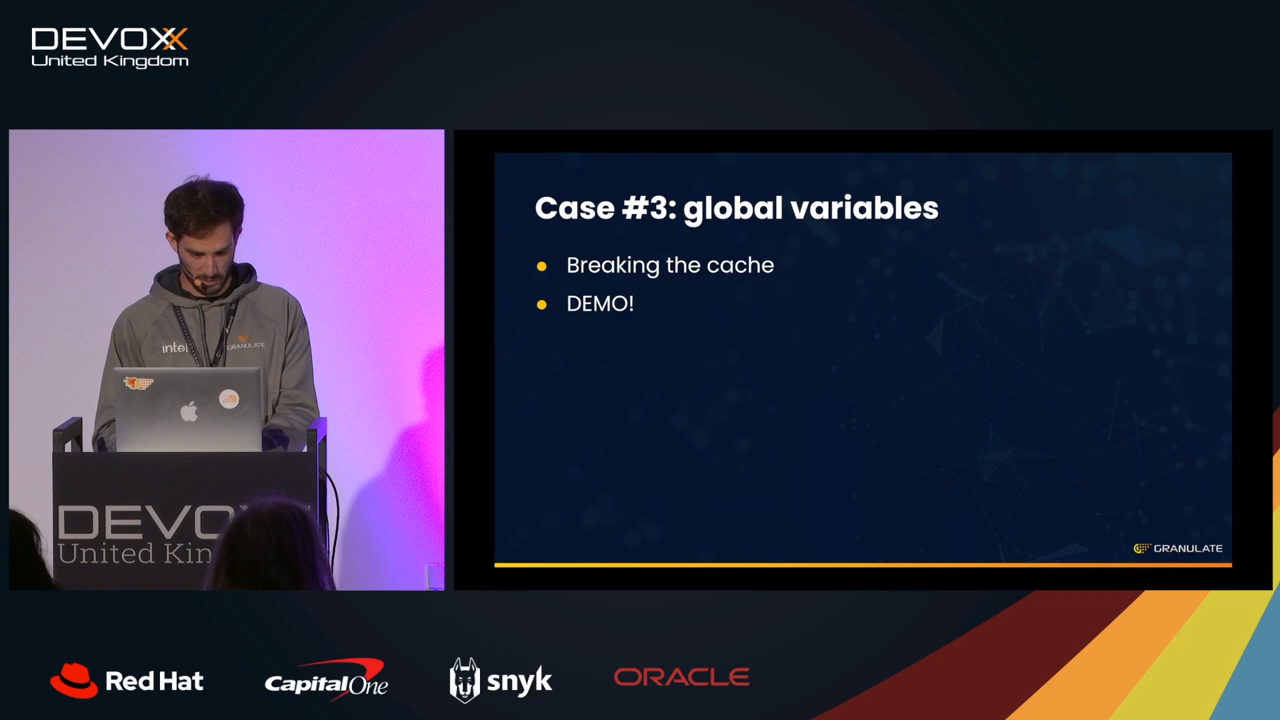 DEVOXX
United Kingdom
Case #3: global variables
Breaking the cache
DEMO!
GRANULATE
intel
GRANULATE
DEVOX
United Kin
Red Hat
Capital One
snyk
ORACLE